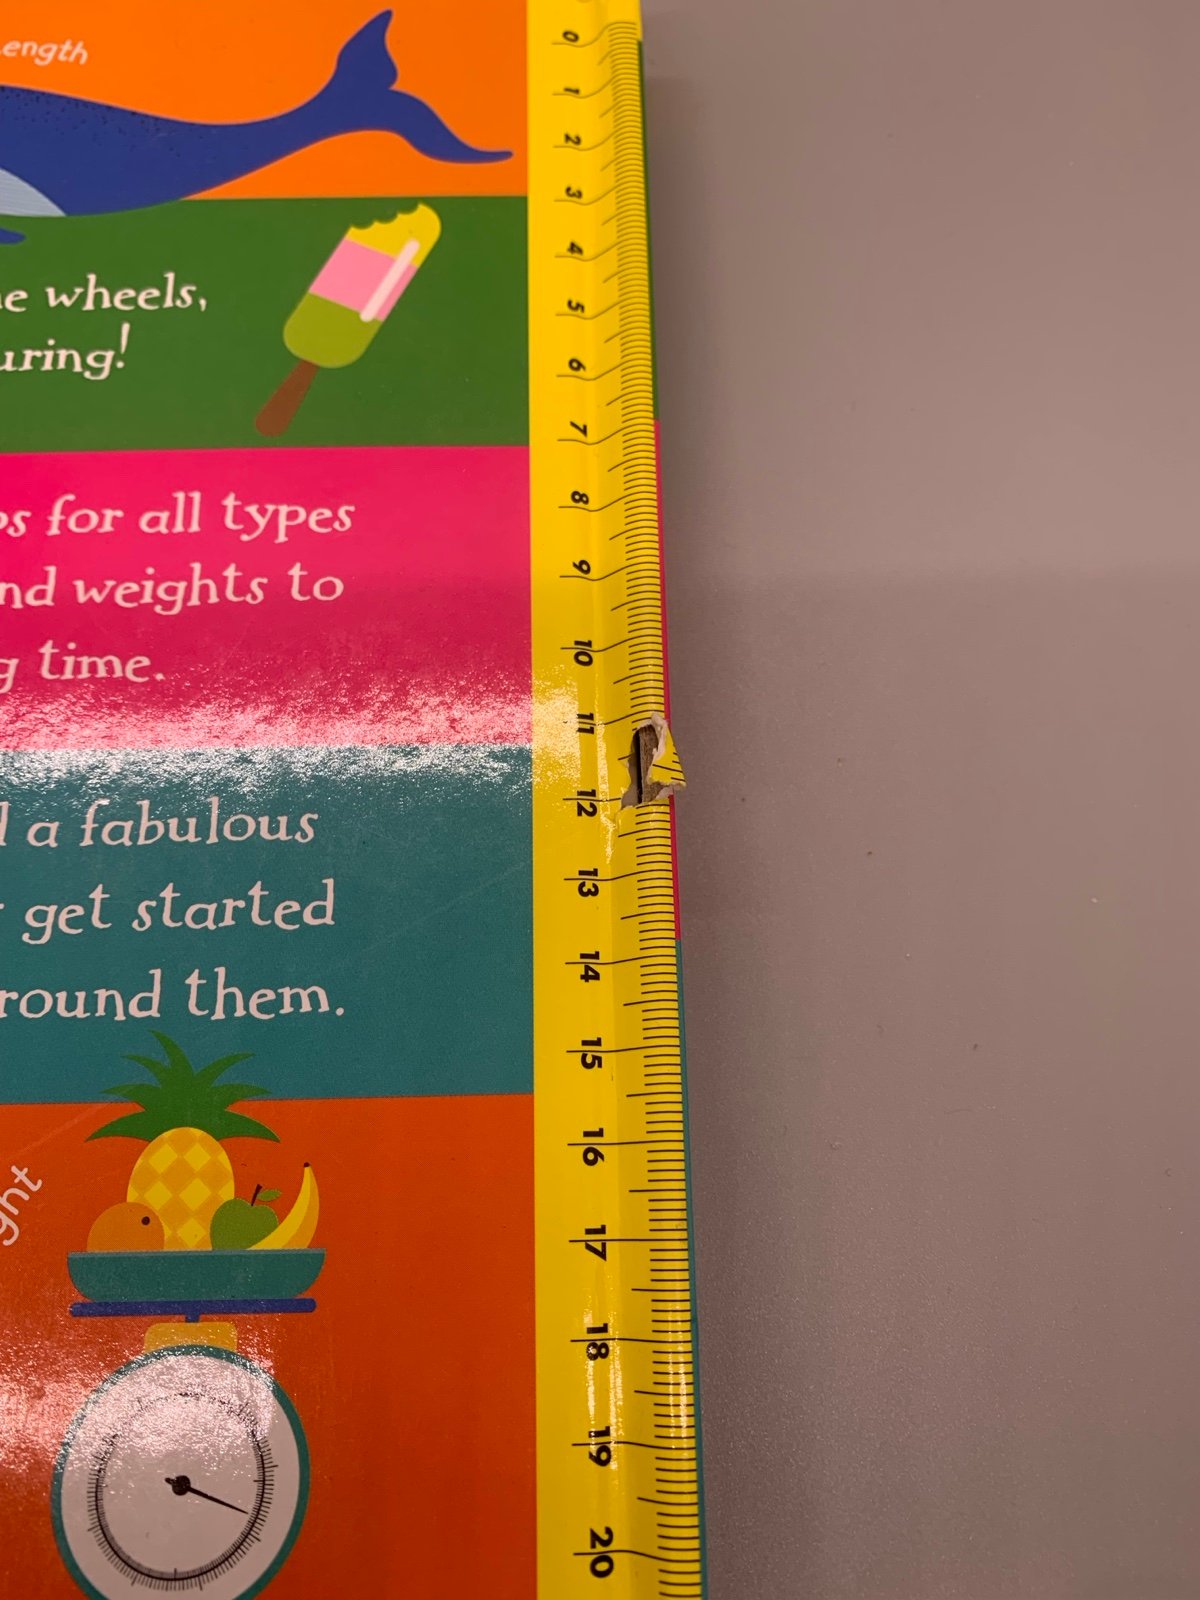 ength
0
1
2
3
e wheels,
4
5
uring!
6
7
s for all types
8
nd weights to
9
g time.
10
11
12
a fabulous
13
get started
14
round them.
15
16
ght
17
18
19
20